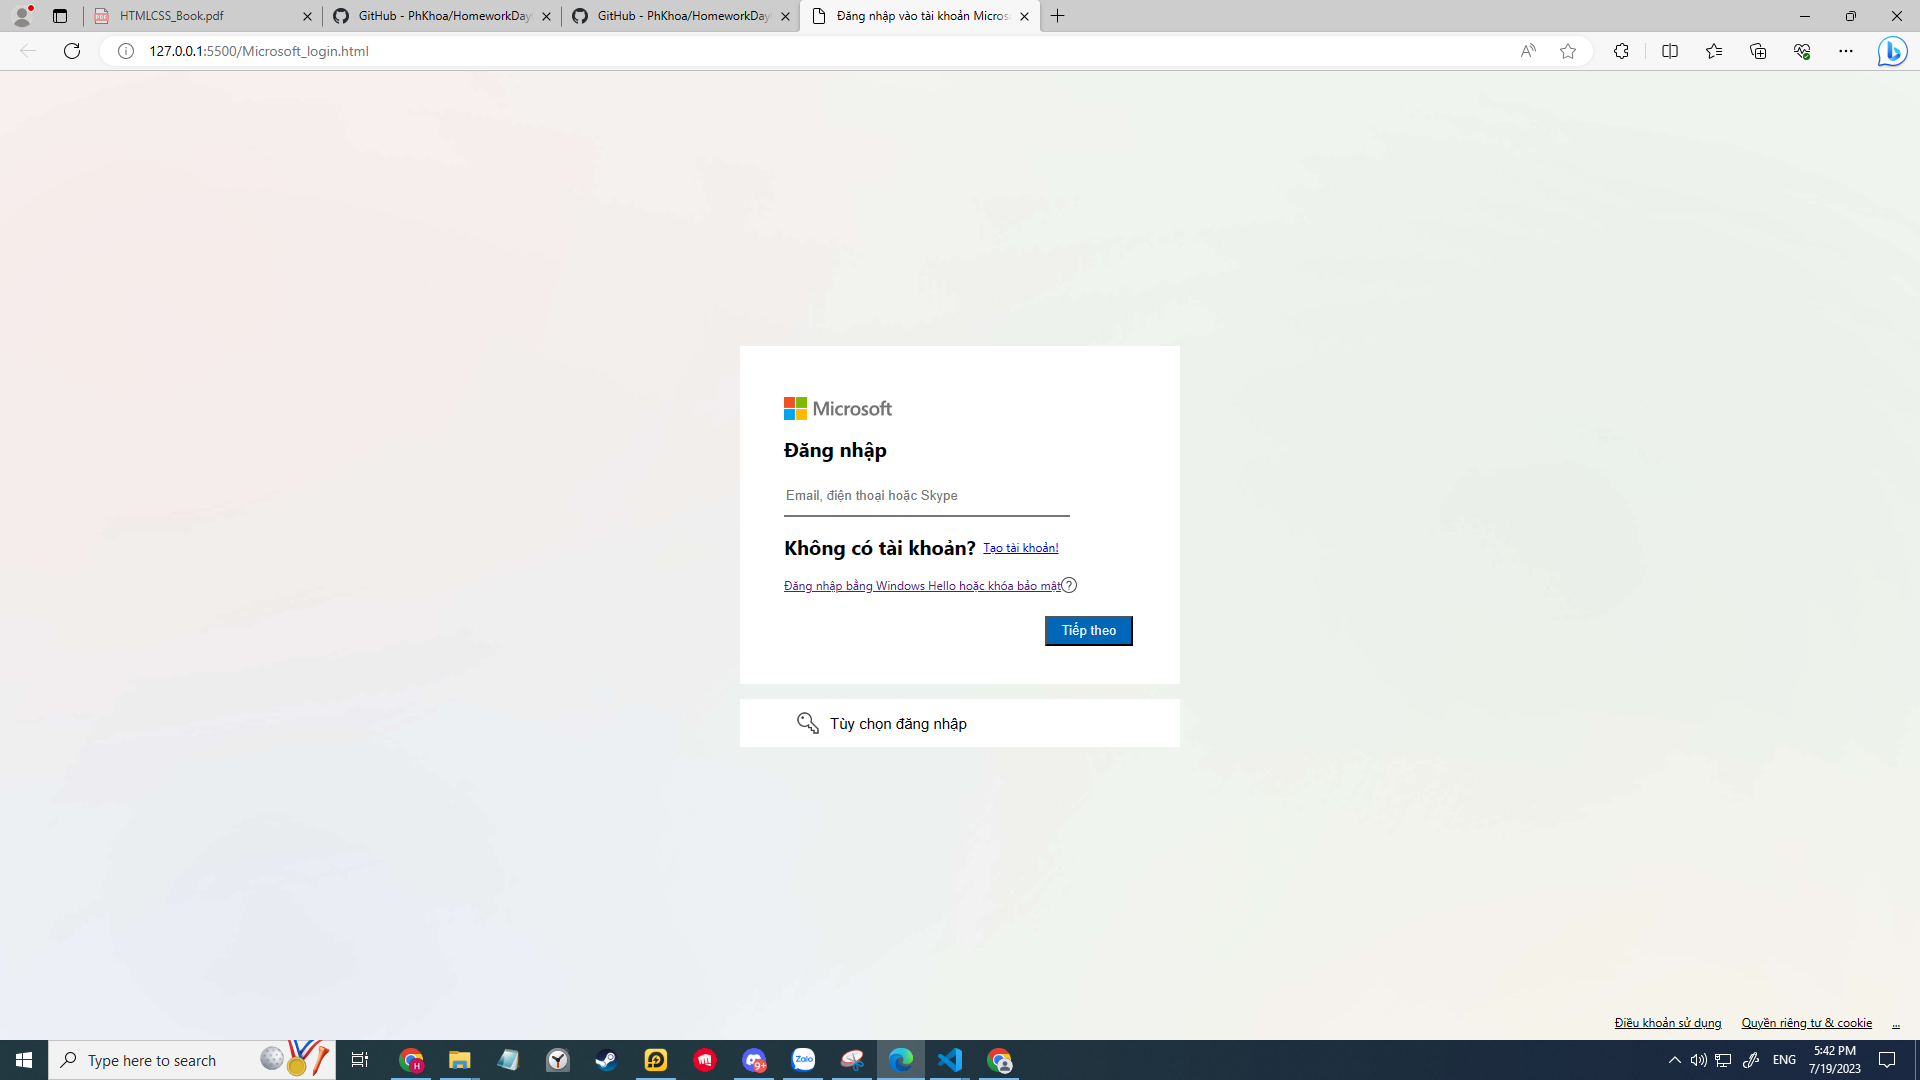 HTMLCSS_Book.pdf
GitHub - PhKhoa/HomeworkDay
GitHub - PhKhoa/HomeworkDay
Đăng nhập vào tài khoản Micros
127.0.0.1:5500/Microsoft_login.html
Microsoft
Đăng nhập
Email, điện thoại hoặc Skype
Không có tài khoản? Tạo tài khoản!
Đăng nhập bằng Windows Hello hoặc khóa bảo mật
Tiếp theo
Tùy chọn đăng nhập
Điều khoản sử dụng Quyền riêng tư & cookie ...
Type here to search
H
9+
Zalo
ENG
5:42 PM
7/19/2023